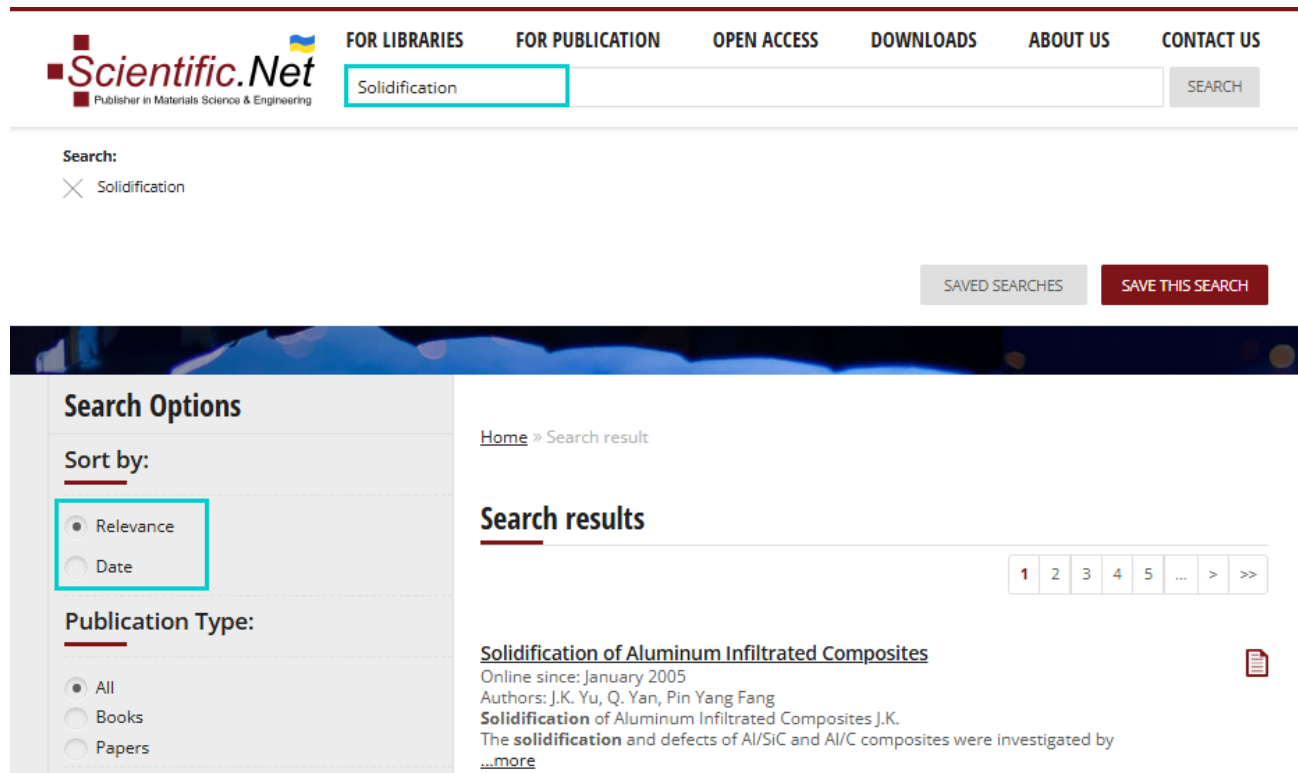 Scientific.Net
Publisher in Materials Science & Engineering
FOR LIBRARIES FOR PUBLICATION OPEN ACCESS DOWNLOADS ABOUT US CONTACT US
Solidification SEARCH
Search:
Solidification
SAVED SEARCHES SAVE THIS SEARCH
Search Options
Sort by:
Relevance
Date
Publication Type:
All
Books
Papers
Home » Search result
Search results
1 2 3 4 5 ... > >>
Solidification of Aluminum Infiltrated Composites
Online since: January 2005
Authors: J.K. Yu, Q. Yan, Pin Yang Fang
Solidification of Aluminum Infiltrated Composites J.K.
The solidification and defects of Al/SiC and Al/C composites were investigated by
...more